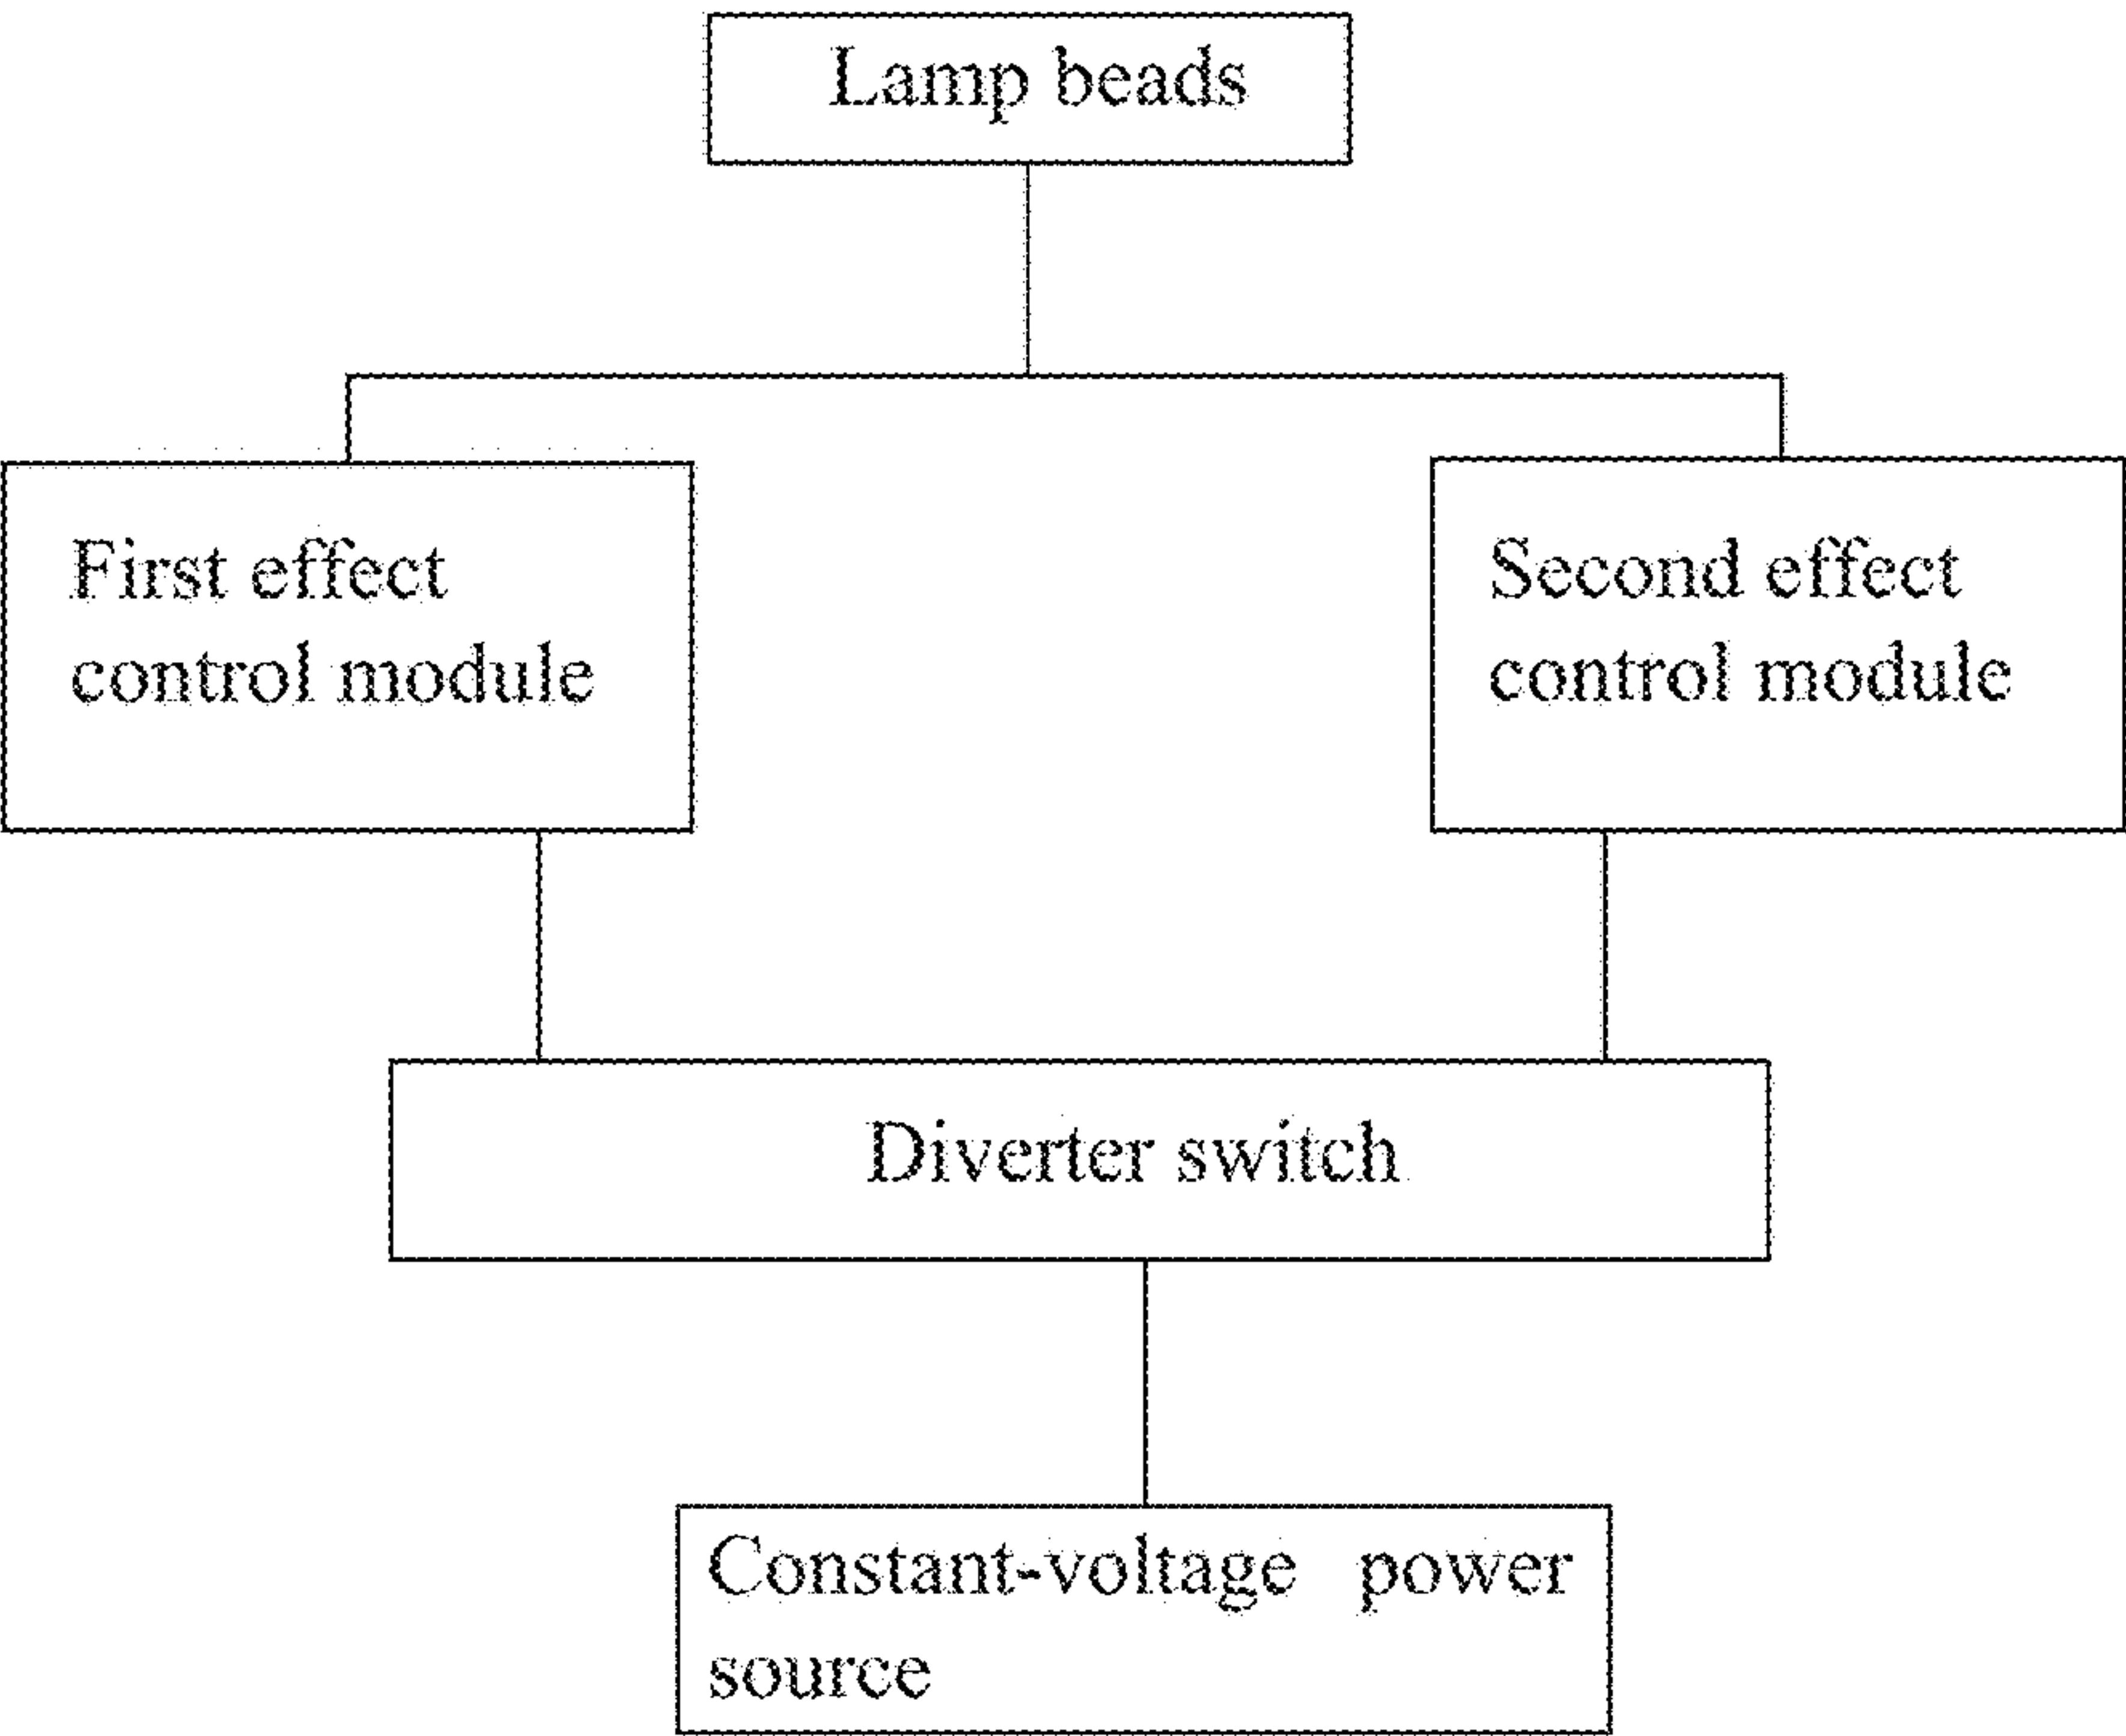 Lamp beads
First effect
control module
Second effect
control module
Diverter switch
Constant-voltage power
source